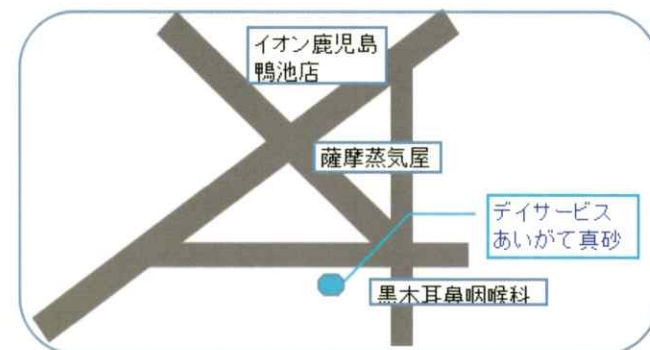 イオン鹿児島
鴨池店
薩摩蒸気屋
デイサービス
あいがて真砂
黒木耳鼻咽喉科